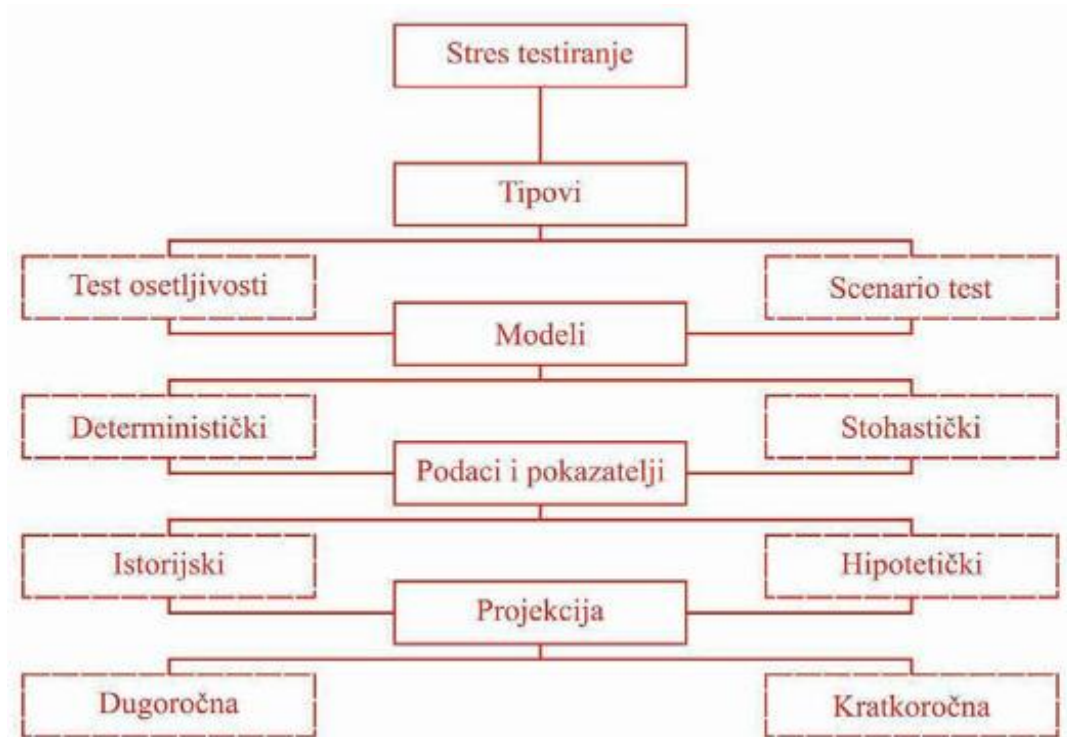 Stres testiranje
Tipovi
Test osetljivosti
Scenario test
Modeli
Deterministički
Stohastički
Podaci i pokazatelji
Istorijski
Hipotetički
Projekcija
Dugoročna
Kratkoročna